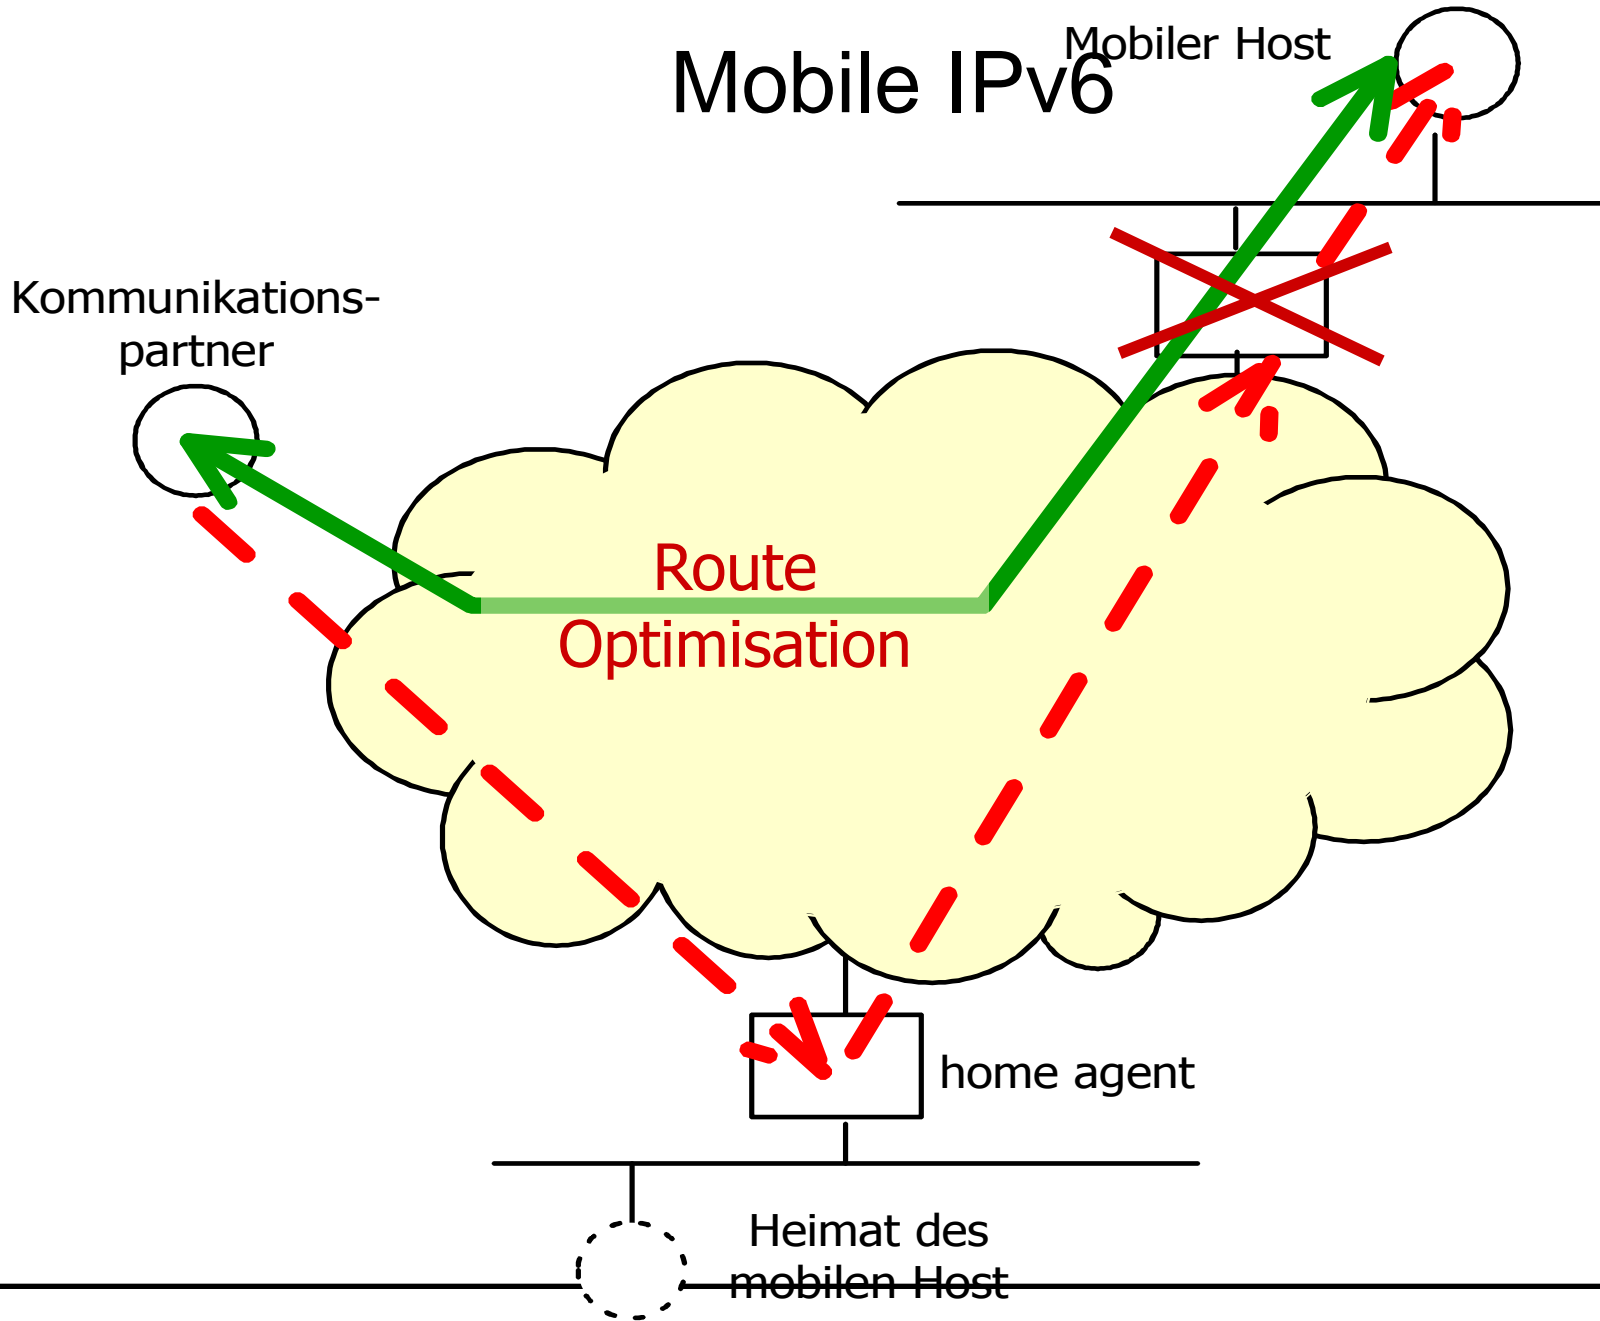 Mobiler Host
Mobile IPv6
Kommunikations-
partner
Route
Optimisation
home agent
Heimat des
mobilen Host